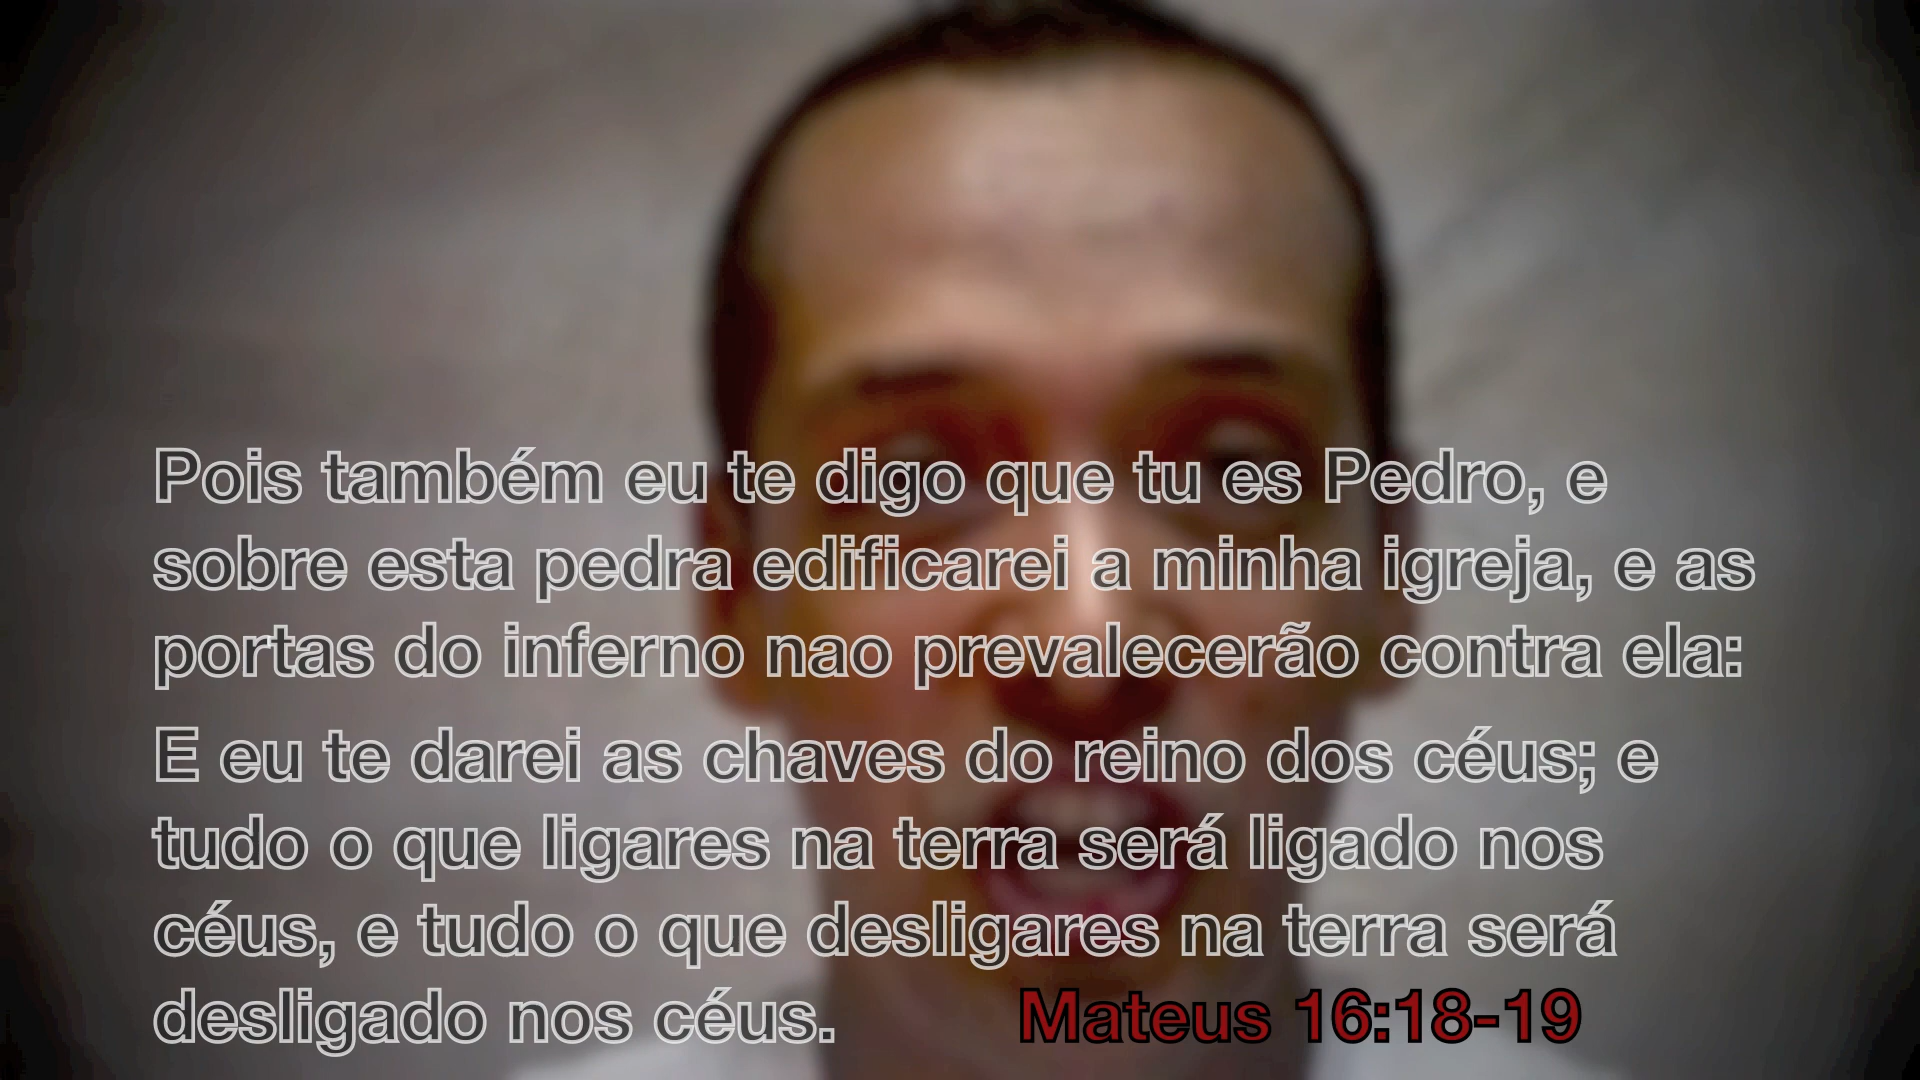 Pois também eu te digo que tu es Pedro, e
sobre esta pedra edificarei a minha igreja, e as
portas do inferno nao prevalecerão contra ela:
E eu te darei as chaves do reino dos céus; e
tudo o que ligares na terra será ligado nos
céus, e tudo o que desligares na terra será
desligado nos céus. Mateus 16:18-19